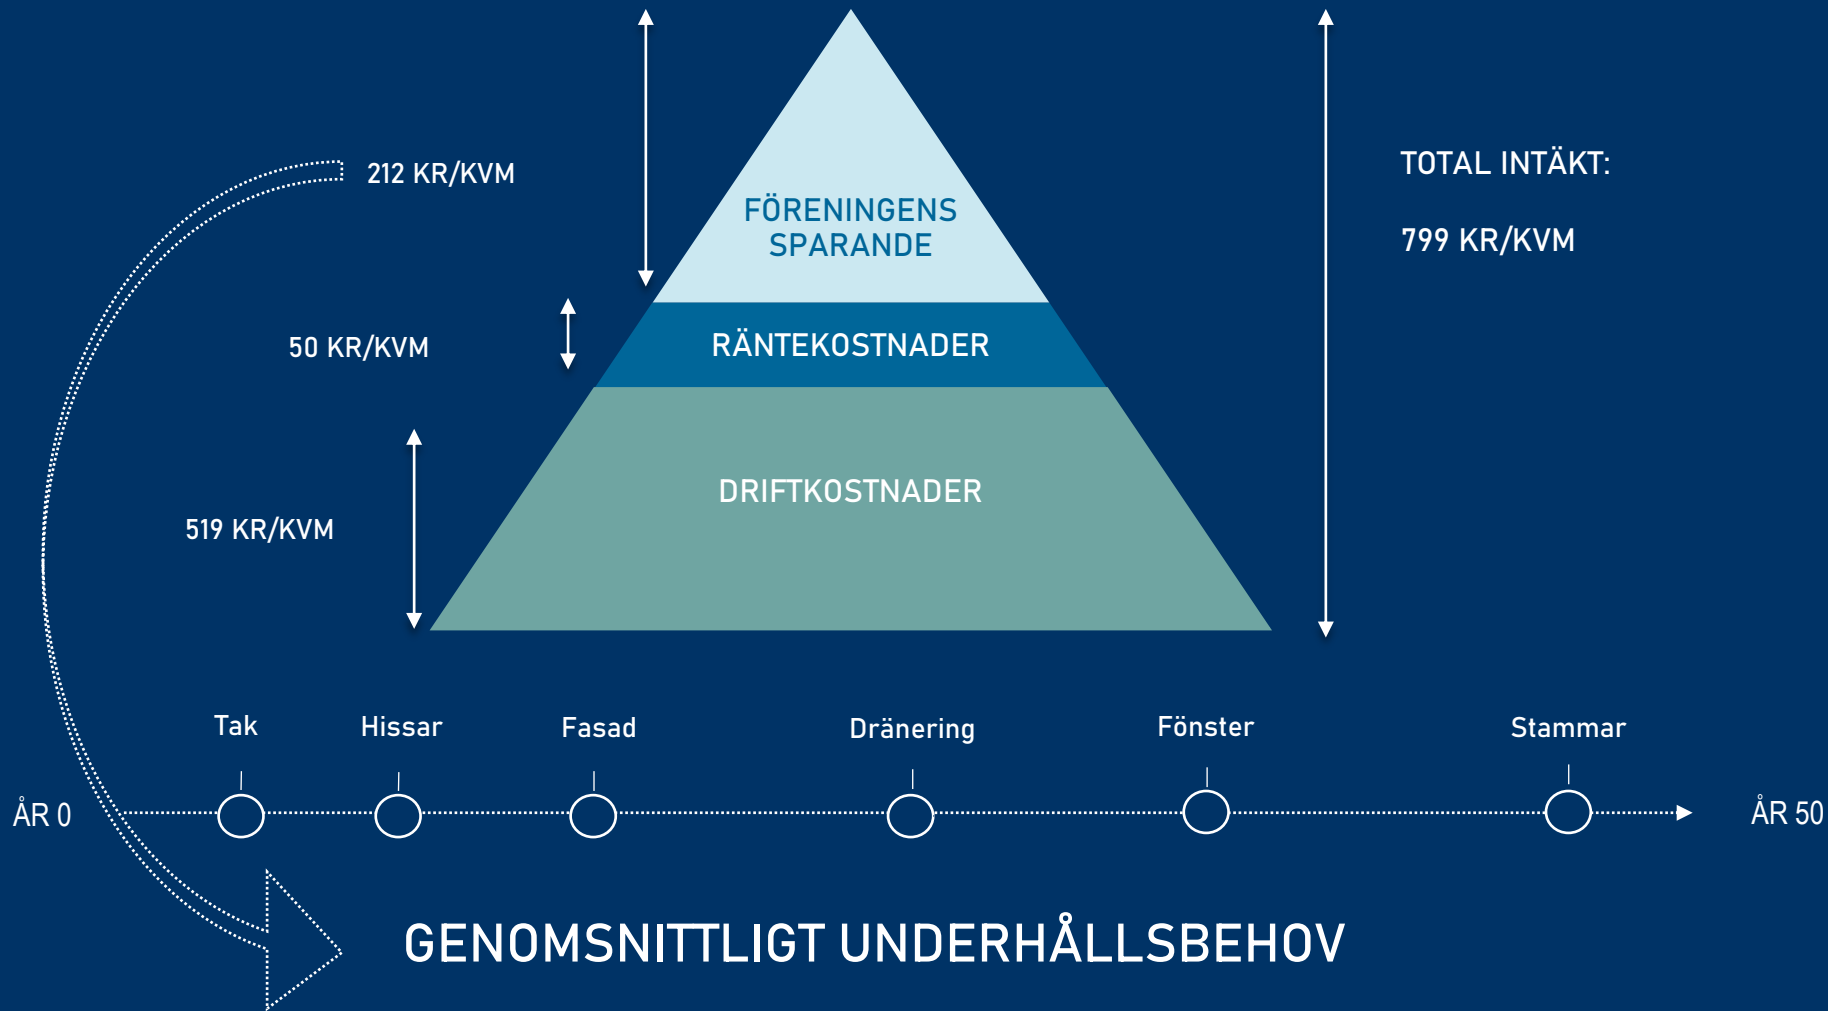 212 KR/KVM
FÖRENINGENS
SPARANDE
TOTAL INTÄKT:
799 KR/KVM
50 KR/KVM
RÄNTEKOSTNADER
DRIFTKOSTNADER
519 KR/KVM
Tak
Hissar
Fasad
Dränering
Fönster
Stammar
ÅR 0
ÅR 50
GENOMSNITTLIGT UNDERHÅLLSBEHOV